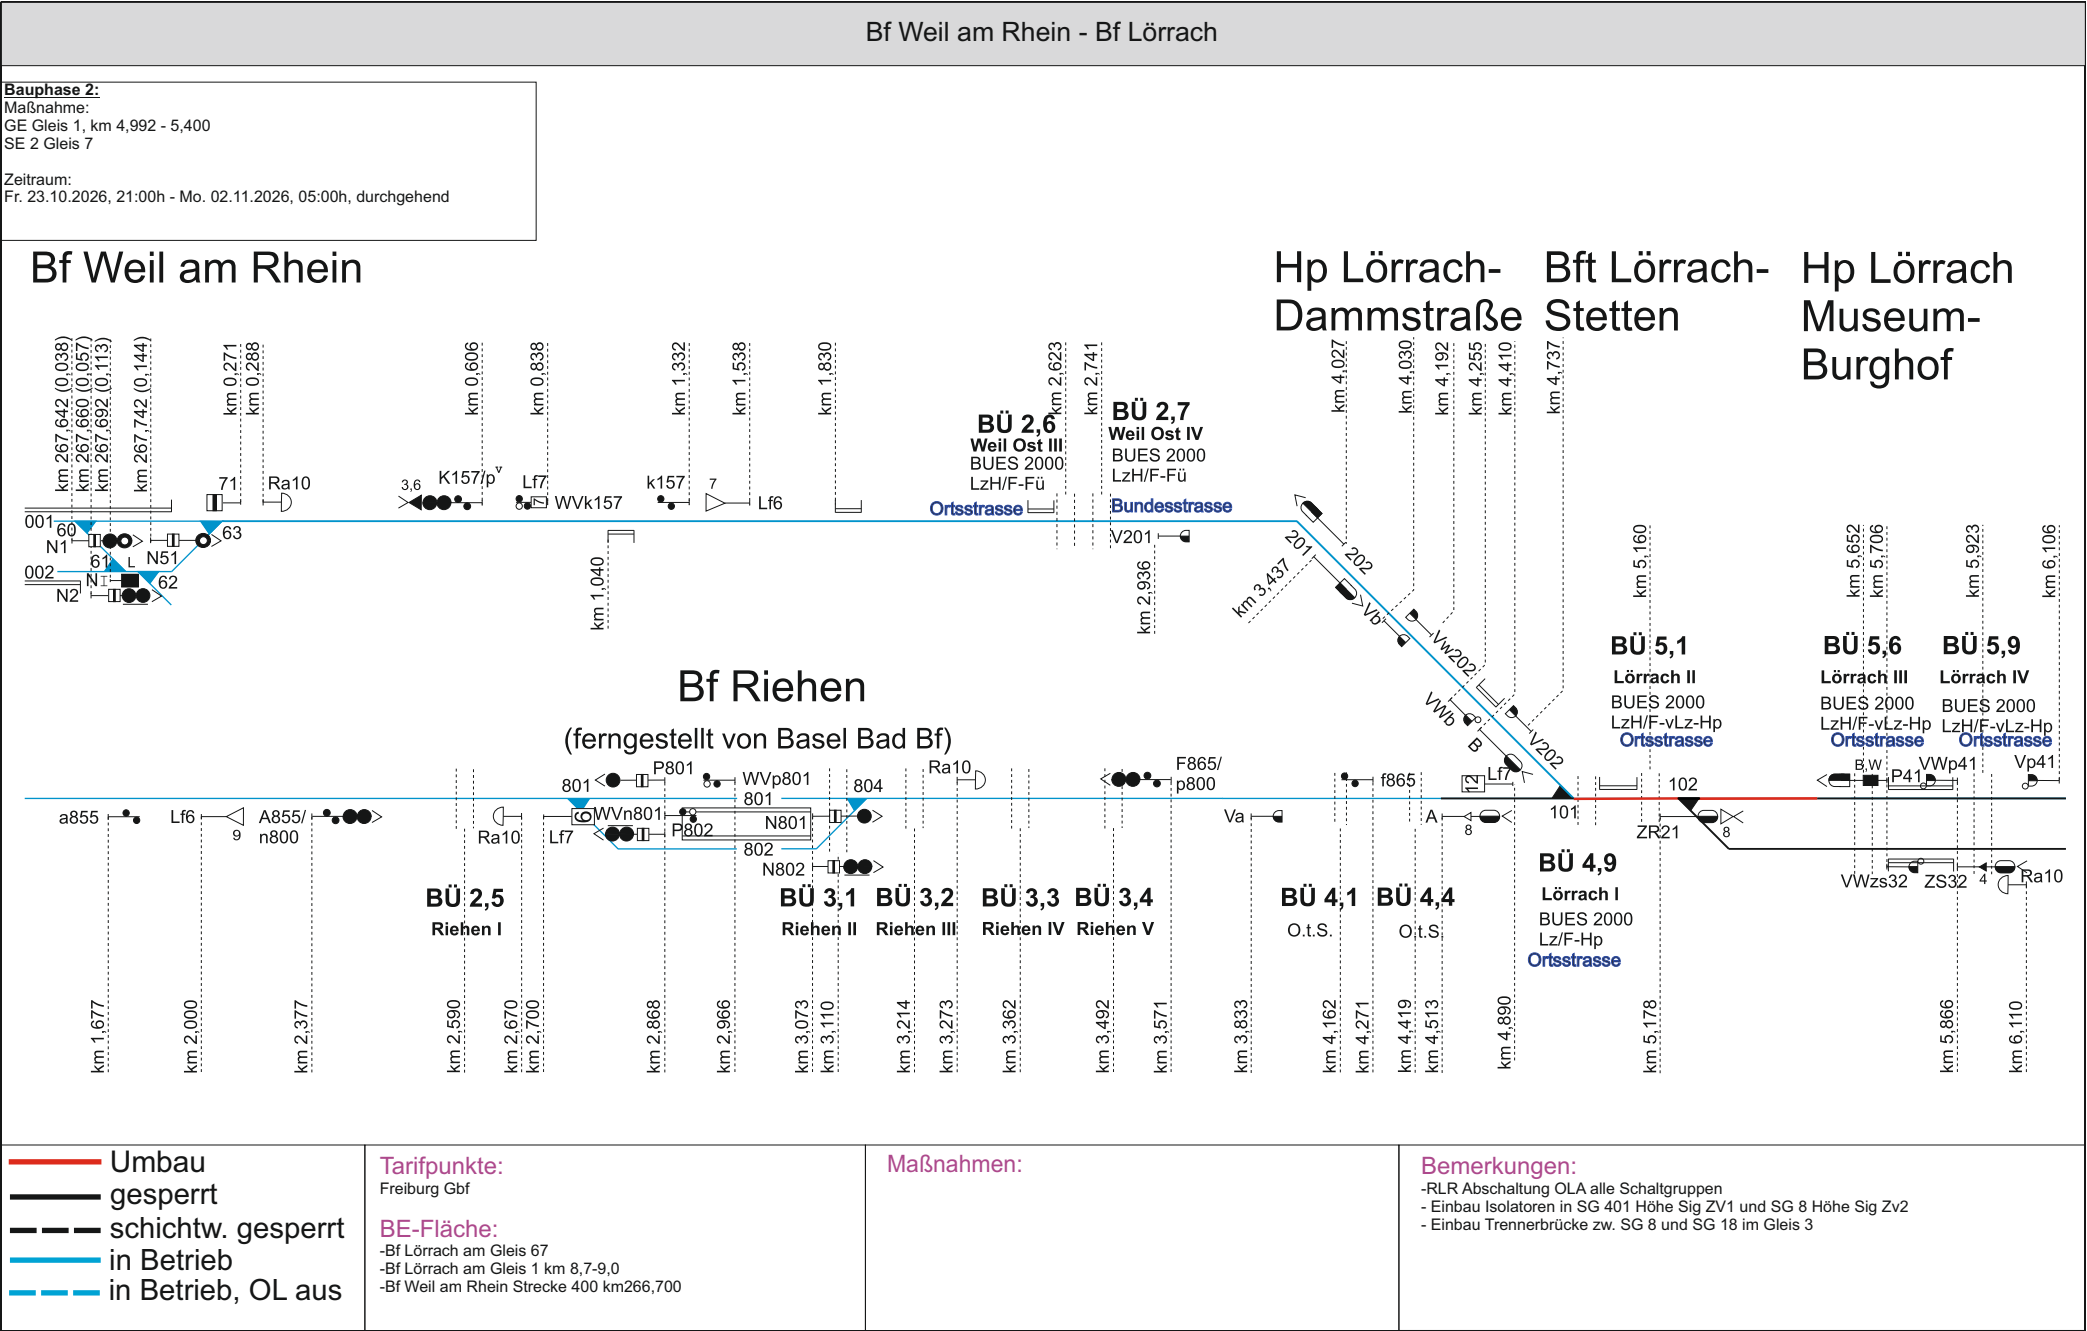 Bf Weil am Rhein - Bf Lörrach
Bauphase 2:
Maßnahme:
GE Gleis 1, km 4,992 - 5,400
SE 2 Gleis 7
Zeitraum:
Fr. 23.10.2026, 21:00h - Mo. 02.11.2026, 05:00h, durchgehend
Bf Weil am Rhein
Hp Lörrach-
Dammstraße
Bft Lörrach-
Stetten
Hp Lörrach
Museum-
Burghof
km 267,642 (0,038)
km 267,660 (0,057)
km 267,692 (0,113)
km 267,742 (0,144)
km 0,271
km 0,288
km 0,606
km 0,838
km 1,332
km 1,538
km 1,830
km 2,623
km 2,741
km 4,027
km 4,030
km 4,192
km 4,255
km 4,410
km 4,737
BÜ 2,6
Weil Ost III
BUES 2000
LzH/F-Fü
Ortsstrasse
BÜ 2,7
Weil Ost IV
BUES 2000
LzH/F-Fü
Bundesstrasse
71
Ra10
3,6
K157/p
v
Lf7
7
WVk157
k157
7
Lf6
001
60
N1
61
L
N51
63
002
N
62
N2
V201
km 1,040
km 2,936
km 3,437
201
202
Vb
Vw202
VWb
B
V202
km 5,160
km 5,652
km 5,706
km 5,923
km 6,106
BÜ 5,1
Lörrach II
BUES 2000
LzH/F-vLz-Hp
Ortsstrasse
BÜ 5,6
Lörrach III
BUES 2000
LzH/F-vLz-Hp
Ortsstrasse
BÜ 5,9
Lörrach IV
BUES 2000
LzH/F-vLz-Hp
Ortsstrasse
Bf Riehen
(ferngestellt von Basel Bad Bf)
801
P801
WVp801
Ra10
F865/
p800
f865
12
Lf7
102
B,W
P41
VWp41
Vp41
801
804
a855
Lf6
9
A855/
n800
Ra10
Lf7
9
WVn801
P802
N801
802
N802
Va
A
8
101
ZR21
8
VWzs32
ZS32
4
Ra10
BÜ 2,5
Riehen I
BÜ 3,1
Riehen II
BÜ 3,2
Riehen III
BÜ 3,3
Riehen IV
BÜ 3,4
Riehen V
BÜ 4,1
O.t.S.
BÜ 4,4
O.t.S.
BÜ 4,9
Lörrach I
BUES 2000
Lz/F-Hp
Ortsstrasse
km 1,677
km 2,000
km 2,377
km 2,590
km 2,670
km 2,700
km 2,868
km 2,966
km 3,073
km 3,110
km 3,214
km 3,273
km 3,362
km 3,492
km 3,571
km 3,833
km 4,162
km 4,271
km 4,419
km 4,513
km 4,890
km 5,178
km 5,866
km 6,110
Umbau
gesperrt
schichtw. gesperrt
in Betrieb
in Betrieb, OL aus
Tarifpunkte:
Freiburg Gbf
BE-Fläche:
-Bf Lörrach am Gleis 67
-Bf Lörrach am Gleis 1 km 8,7-9,0
-Bf Weil am Rhein Strecke 400 km266,700
Maßnahmen:
Bemerkungen:
-RLR Abschaltung OLA alle Schaltgruppen
- Einbau Isolatoren in SG 401 Höhe Sig ZV1 und SG 8 Höhe Sig Zv2
- Einbau Trennerbrücke zw. SG 8 und SG 18 im Gleis 3